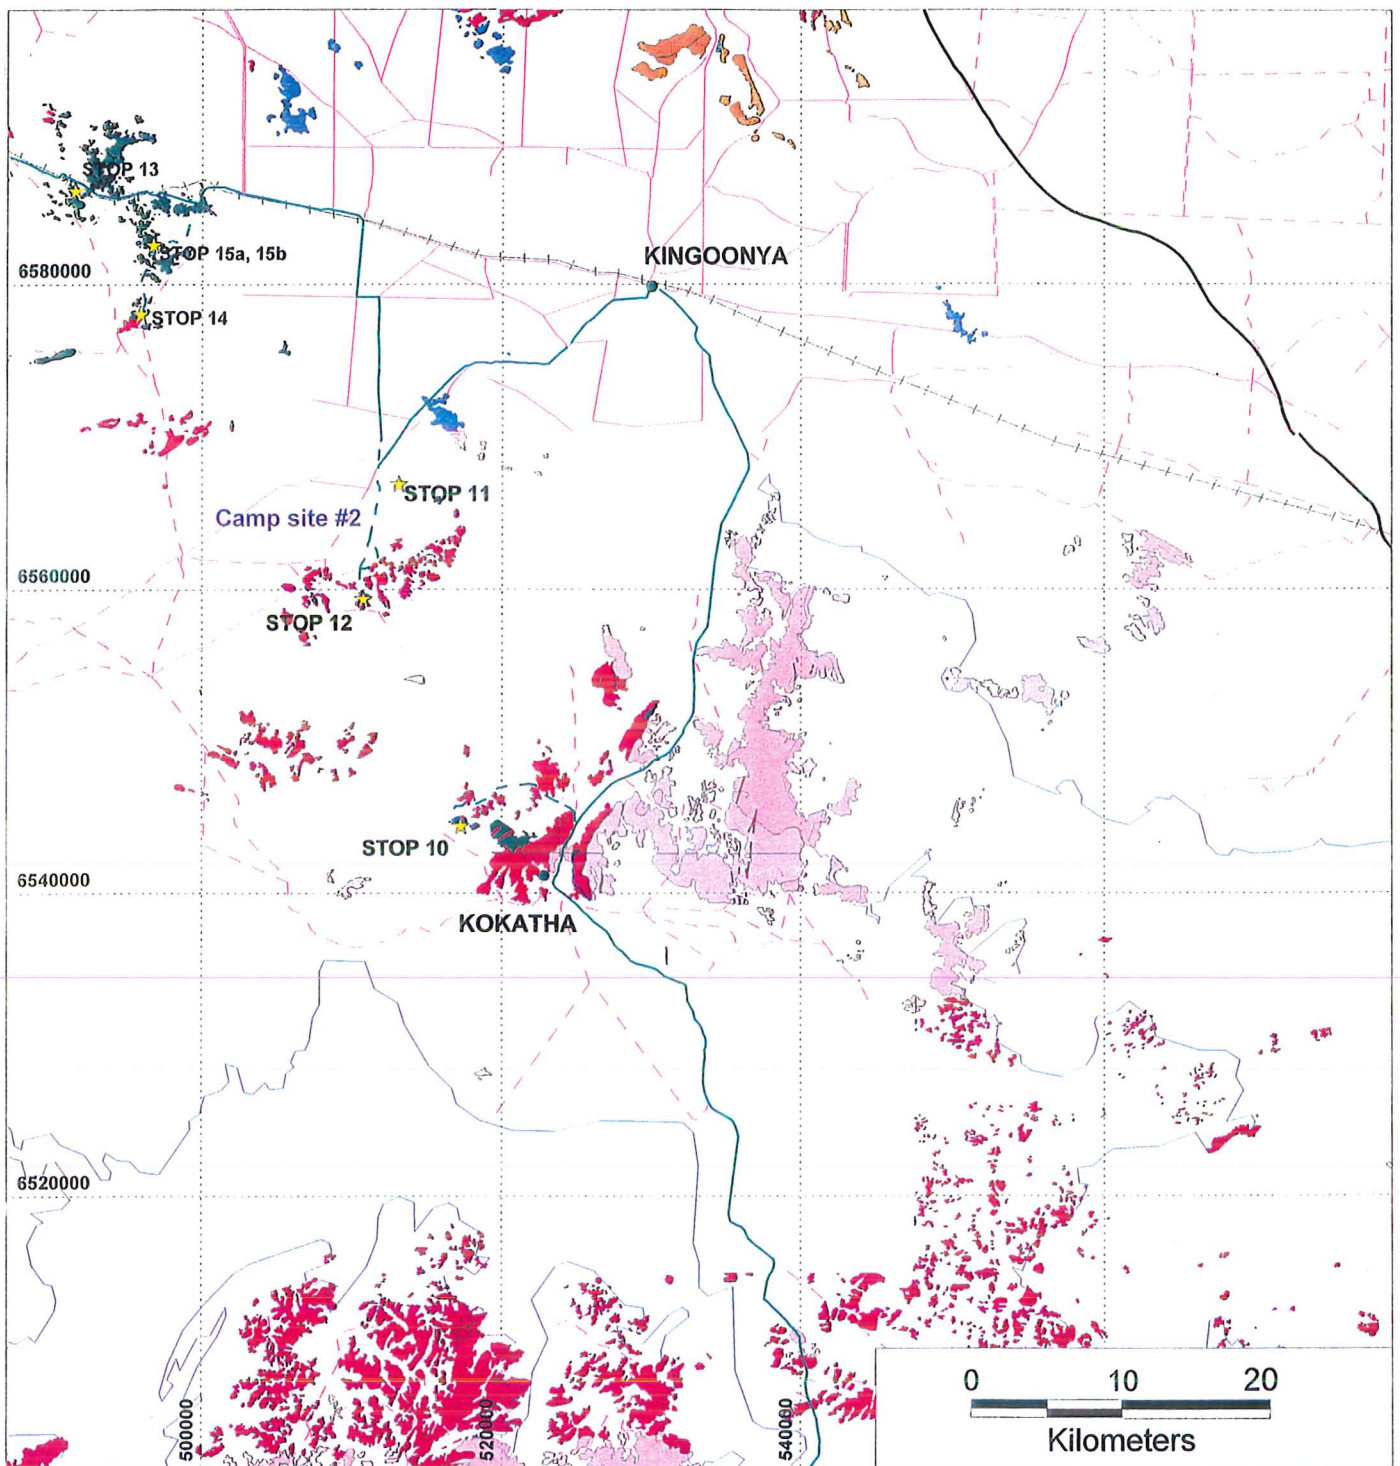 STOP 13
STOP 15a, 15b
KINGOONYA
6580000
STOP 14
STOP 11
Camp site #2
6560000
STOP 12
STOP 10
6540000
KOKATHA
6520000
500000
520000
540000
0 10 20
Kilometers